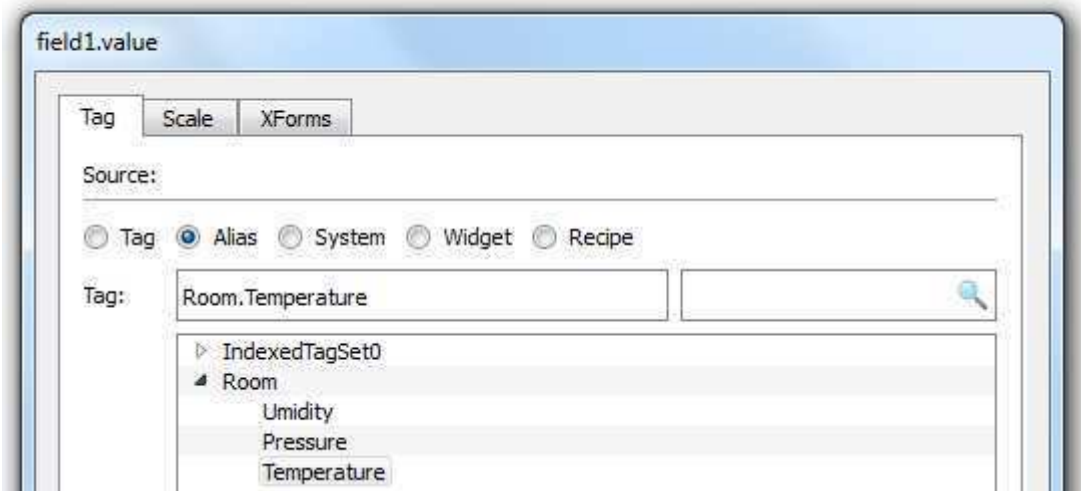 field1.value
Tag Scale XForms
Source:
Tag Alias System Widget Recipe
Tag: Room.Temperature
IndexedTagSet0
Room
Umidity
Pressure
Temperature